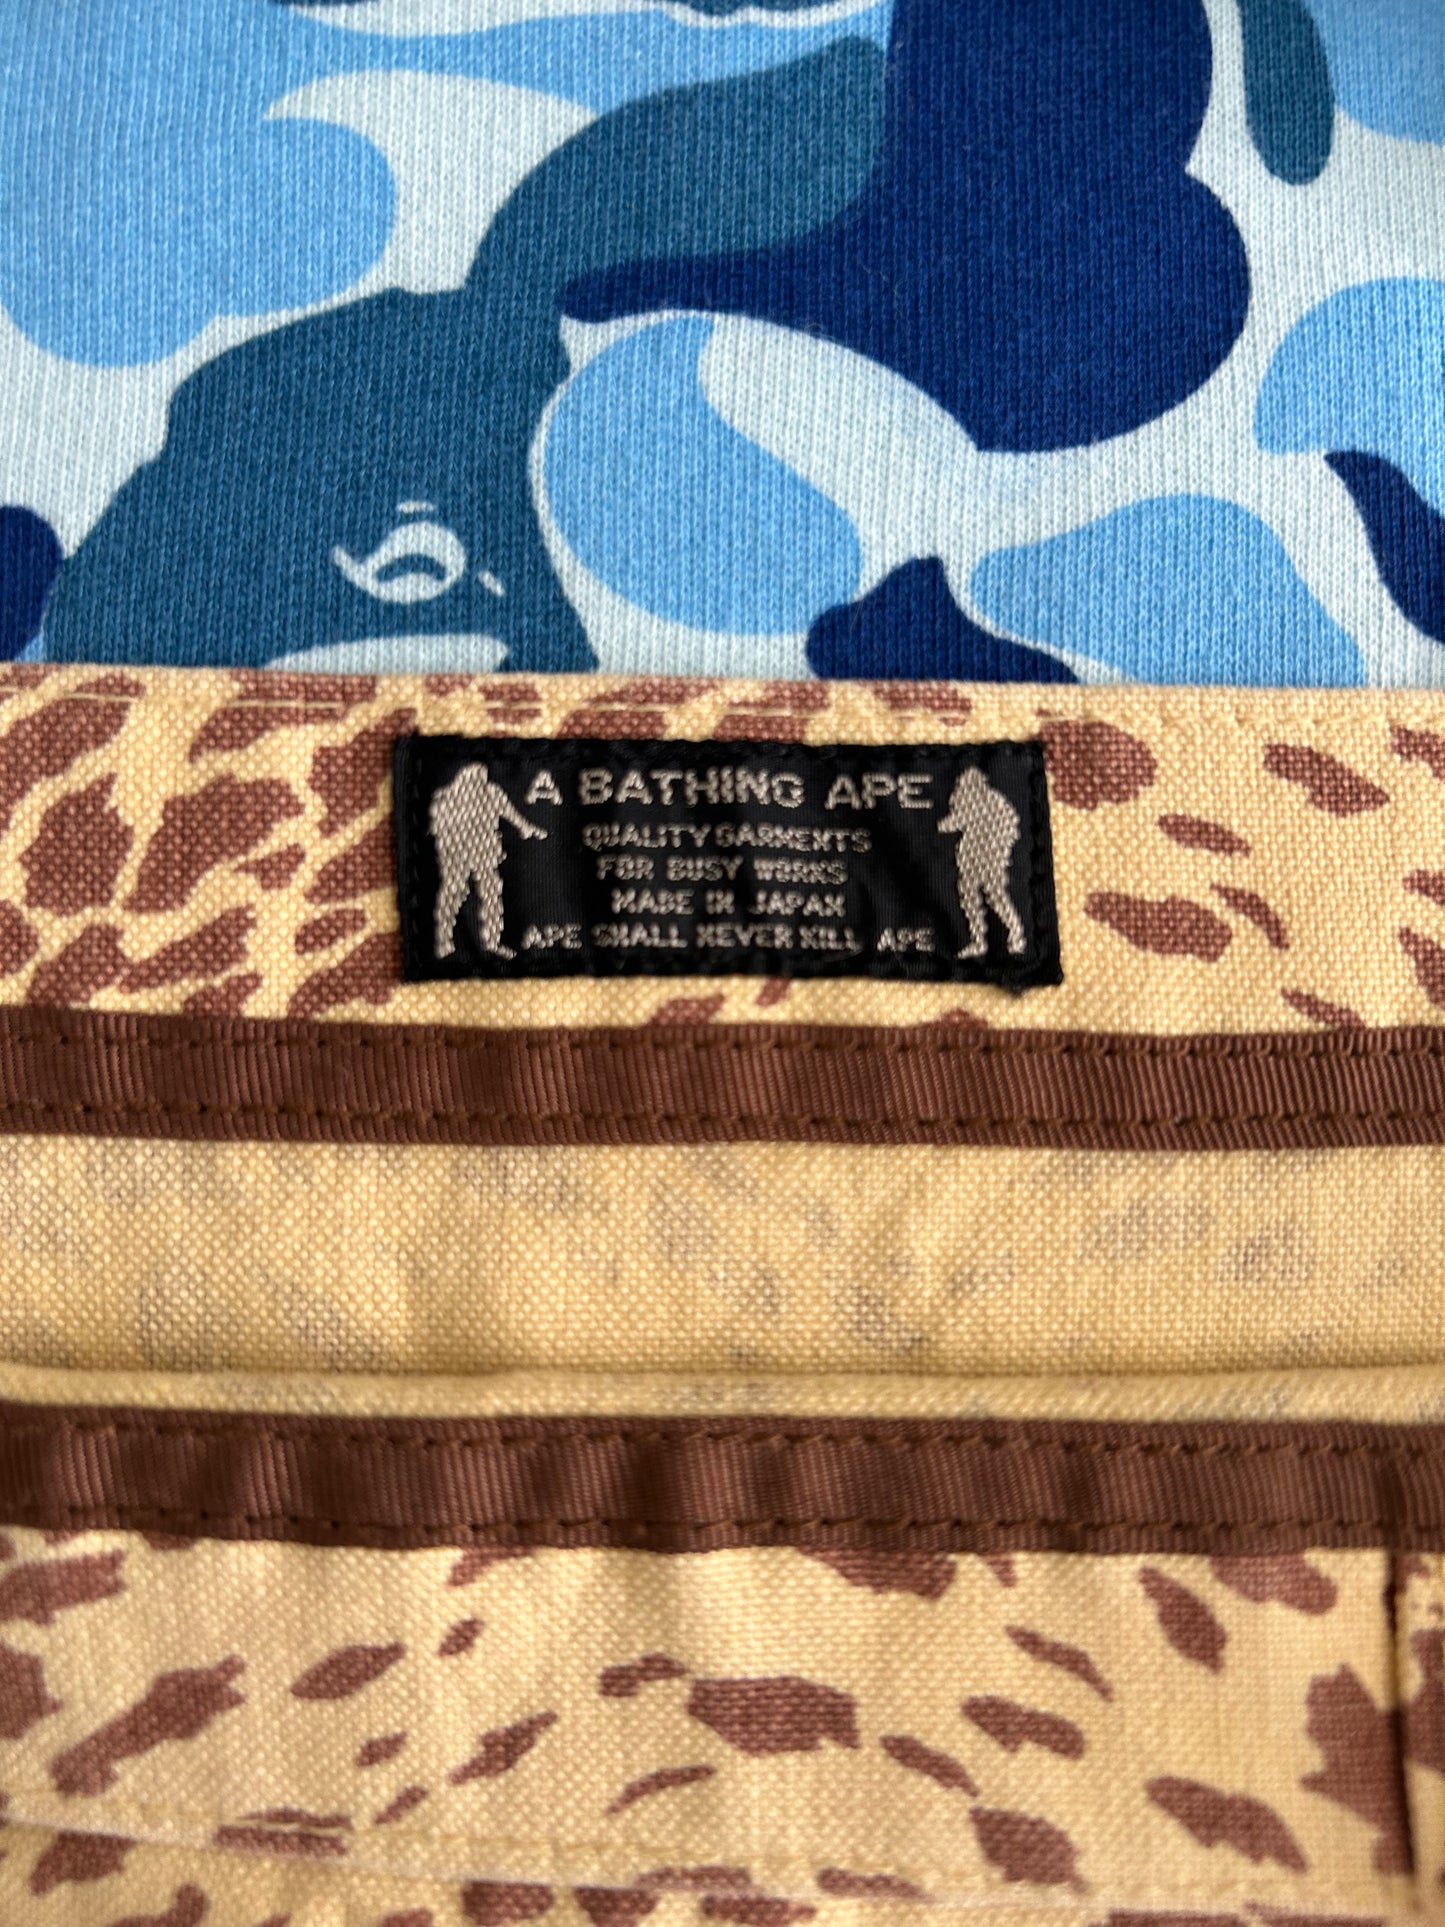 A BATHING APE
QUALITY GARMENTS
FOR BUSY WORKS
MADE IN JAPAN
APE SHALL NEVER KILL APE